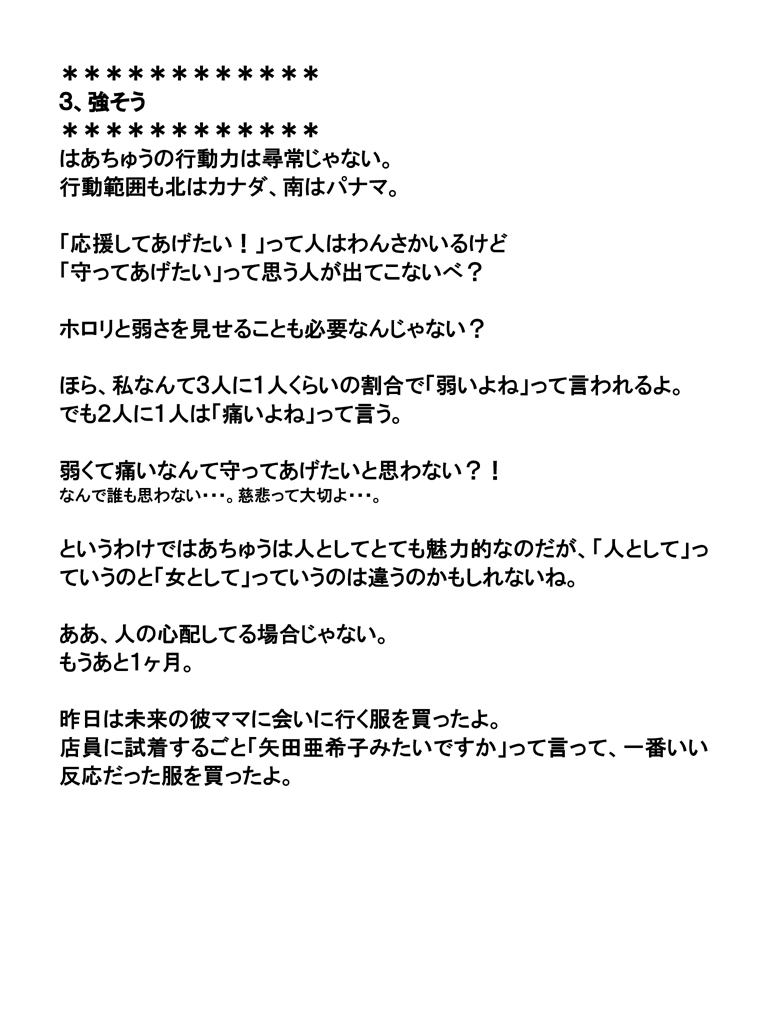 ＊＊＊＊＊＊＊＊＊＊＊＊
3、強そう
＊＊＊＊＊＊＊＊＊＊＊＊
はあちゅうの行動力は尋常じゃない。
行動範囲も北はカナダ、南はパナマ。
「応援してあげたい！」って人はわんさかいるけど
「守ってあげたい」って思う人が出てこないべ？
ホロリと弱さを見せることも必要なんじゃない？
ほら、私なんて3人に1人くらいの割合で「弱いよね」って言われるよ。
でも2人に1人は「痛いよね」って言う。
弱くて痛いなんて守ってあげたいと思わない？！
なんで誰も思わない・・・。慈悲って大切よ・・・。
というわけではあちゅうは人としてとても魅力的なのだが、「人として」っ
ていうのと「女として」っていうのは違うのかもしれないね。
ああ、人の心配してる場合じゃない。
もうあと1ヶ月。
昨日は未来の彼ママに会いに行く服を買ったよ。
店員に試着するごと「矢田亜希子みたいですか」って言って、一番いい
反応だった服を買ったよ。